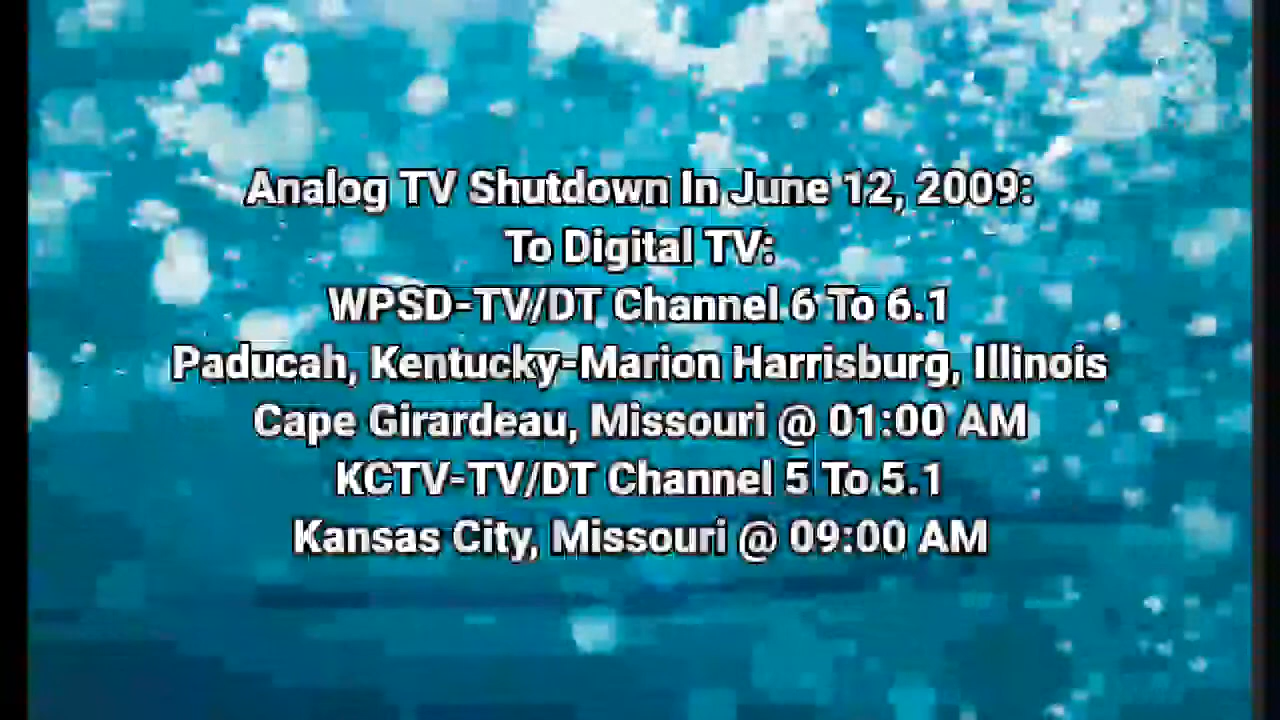 Analog TV Shutdown In June 12, 2009:
To Digital TV:
WPSD-TV/DT Channel 6 To 6.1
Paducah, Kentucky-Marion Harrisburg, Illinois
Cape Girardeau, Missouri @ 01:00 AM
KCTV-TV/DT Channel 5 To 5.1
Kansas City, Missouri @ 09:00 AM